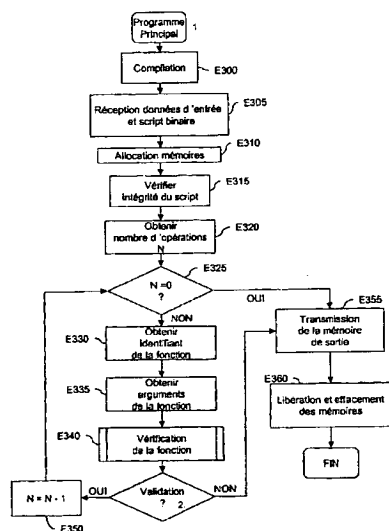 Programme
Principal
1
Compilation
E300
Réception données d'entrée
et script binaire
E305
Allocation mémoires
E310
Vérifier
Intégrité du script
E315
Obtenir
nombre d'opérations
N
E320
N =0
?
E325
OUI
NON
E330
Obtenir
identifiant
de la fonction
E335
Obtenir
arguments
de la fonction
E340
Vérification
de la fonction
Validation
? 2
OUI
NON
N = N - 1
E350
E355
Transmission
de la mémoire
de sortie
E360
Libération et effacement
des mémoires
FIN